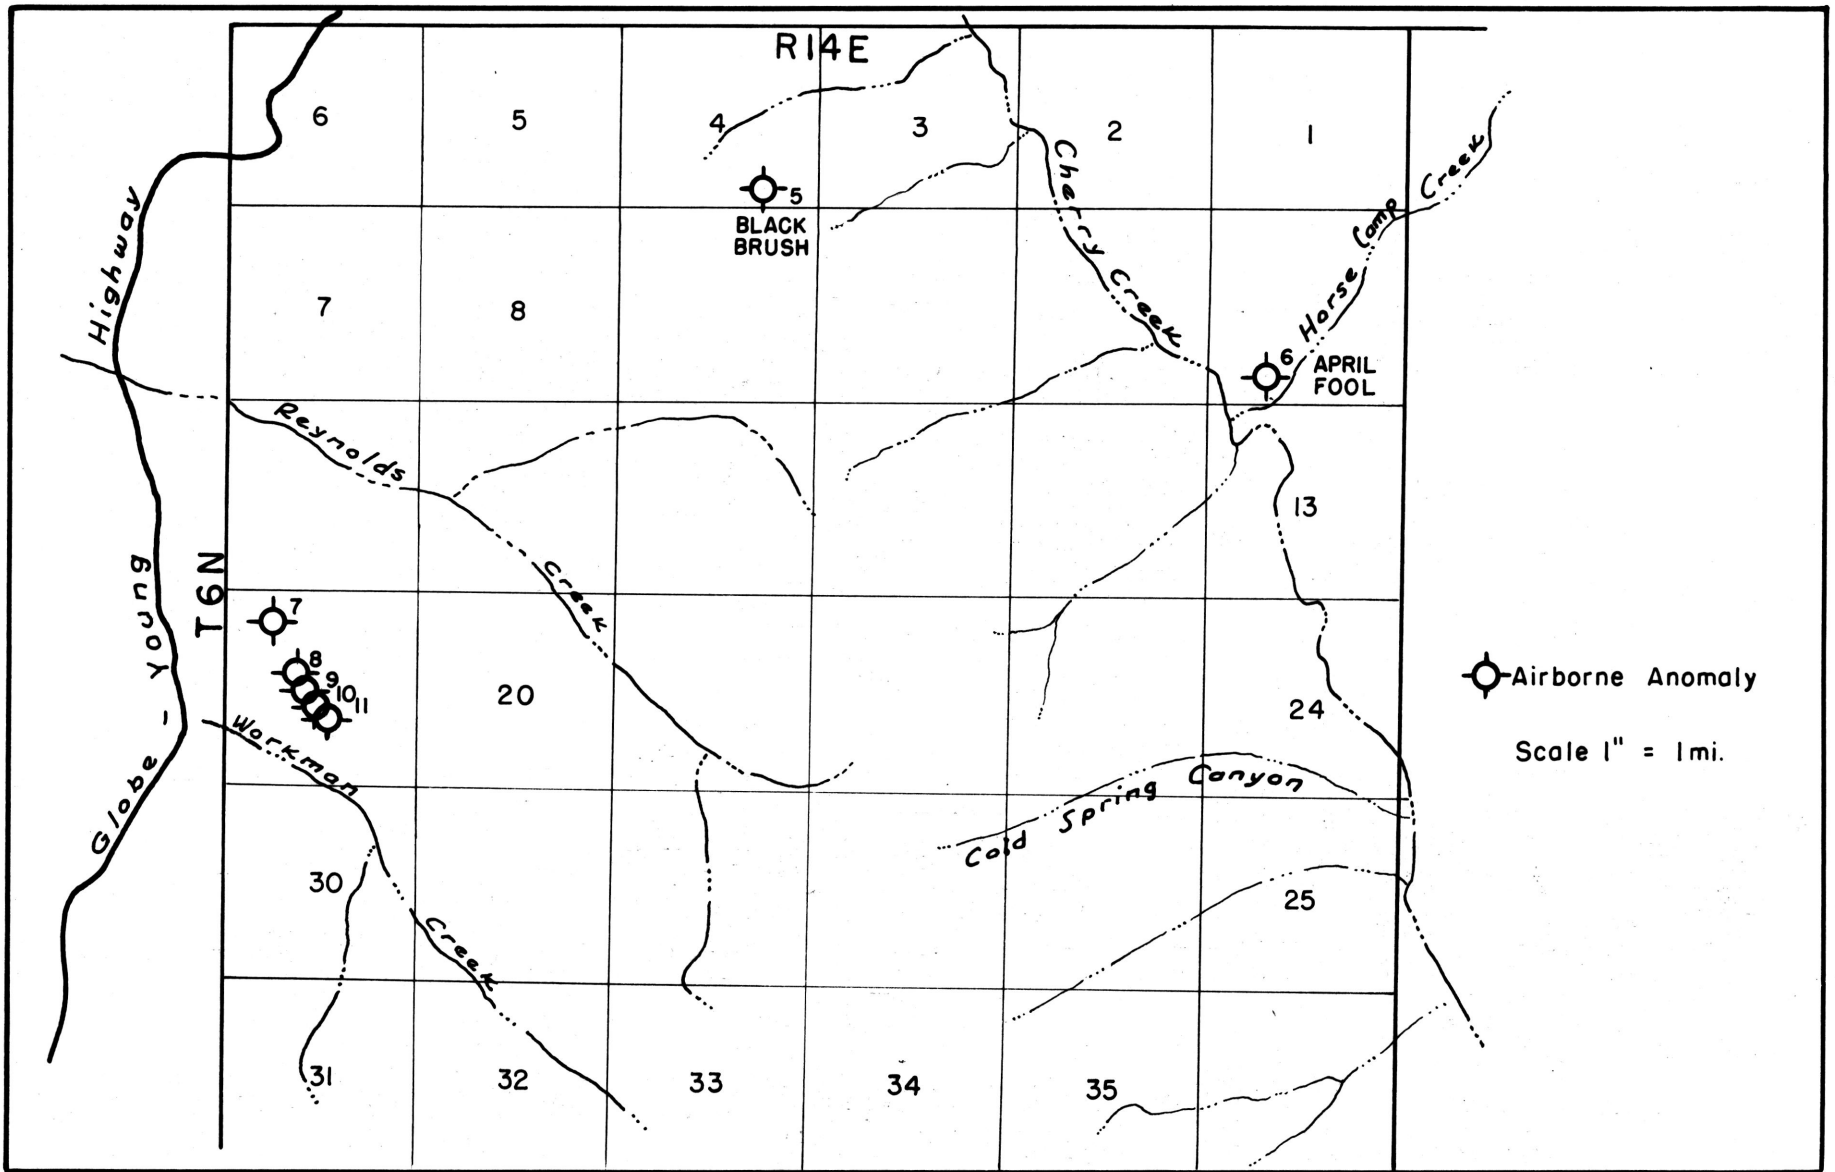 R14E
6
5
4
3
2
1
5
BLACK
BRUSH
Cherry Creek
Horse Camp Creek
7
8
6
APRIL
FOOL
Reynolds Creek
13
T6N
7
8
9
10
11
20
24
Workman Creek
Cold Spring Canyon
30
25
31
32
33
34
35
Globe - Young Highway
Airborne Anomaly
Scale 1" = 1mi.